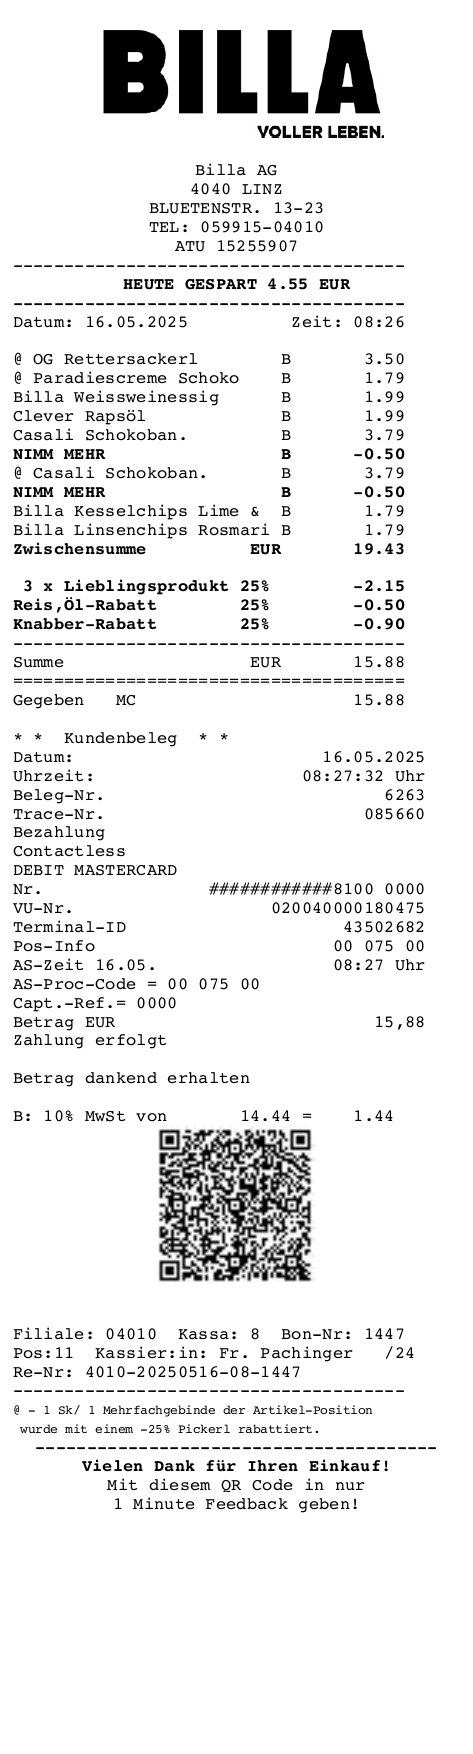 BILLA
VOLLER LEBEN.
Billa AG
4040 LINZ
BLUETENSTR. 13-23
TEL: 059915-04010
ATU 15255907
--------------------------------------
HEUTE GESPART 4.55 EUR
--------------------------------------
Datum: 16.05.2025 Zeit: 08:26
@ OG Rettersackerl B 3.50
@ Paradiescreme Schoko B 1.79
Billa Weissweinessig B 1.99
Clever Rapsöl B 1.99
Casali Schokoban. B 3.79
NIMM MEHR B -0.50
@ Casali Schokoban. B 3.79
NIMM MEHR B -0.50
Billa Kesselchips Lime & B 1.79
Billa Linsenchips Rosmari B 1.79
Zwischensumme EUR 19.43
3 x Lieblingsprodukt 25% -2.15
Reis,Öl-Rabatt 25% -0.50
Knabber-Rabatt 25% -0.90
--------------------------------------
Summe EUR 15.88
======================================
Gegeben MC 15.88
* * Kundenbeleg * *
Datum: 16.05.2025
Uhrzeit: 08:27:32 Uhr
Beleg-Nr. 6263
Trace-Nr. 085660
Bezahlung
Contactless
DEBIT MASTERCARD
Nr. ############8100 0000
VU-Nr. 020040000180475
Terminal-ID 43502682
Pos-Info 00 075 00
AS-Zeit 16.05. 08:27 Uhr
AS-Proc-Code = 00 075 00
Capt.-Ref.= 0000
Betrag EUR 15,88
Zahlung erfolgt
Betrag dankend erhalten
B: 10% MwSt von 14.44 = 1.44
Filiale: 04010 Kassa: 8 Bon-Nr: 1447
Pos:11 Kassier:in: Fr. Pachinger /24
Re-Nr: 4010-20250516-08-1447
--------------------------------------
@ - 1 Sk/ 1 Mehrfachgebinde der Artikel-Position
wurde mit einem -25% Pickerl rabattiert.
---------------------------------------
Vielen Dank für Ihren Einkauf!
Mit diesem QR Code in nur
1 Minute Feedback geben!